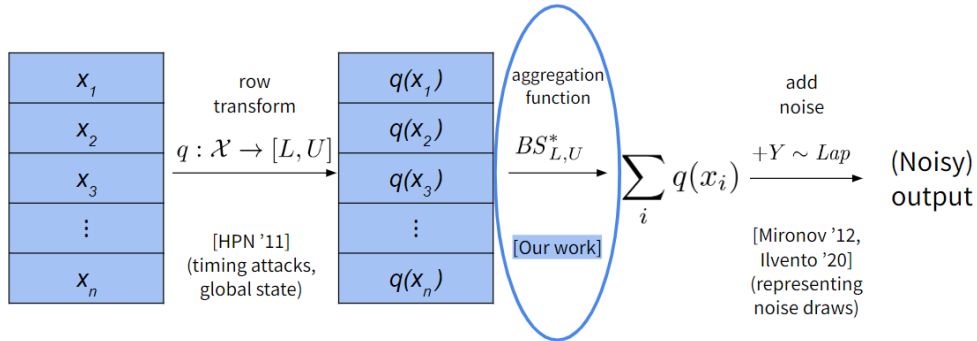 x₁
x₂
x₃
⋮
xₙ
row
transform
q : 𝒳 → [L, U]
[HPN '11]
(timing attacks,
global state)
q(x₁)
q(x₂)
q(x₃)
⋮
q(xₙ)
aggregation
function
BS*_{L,U}
[Our work]
∑ᵢ q(xᵢ)
add
noise
+Y ∼ Lap
[Mironov '12,
Ilvento '20]
(representing
noise draws)
(Noisy)
output